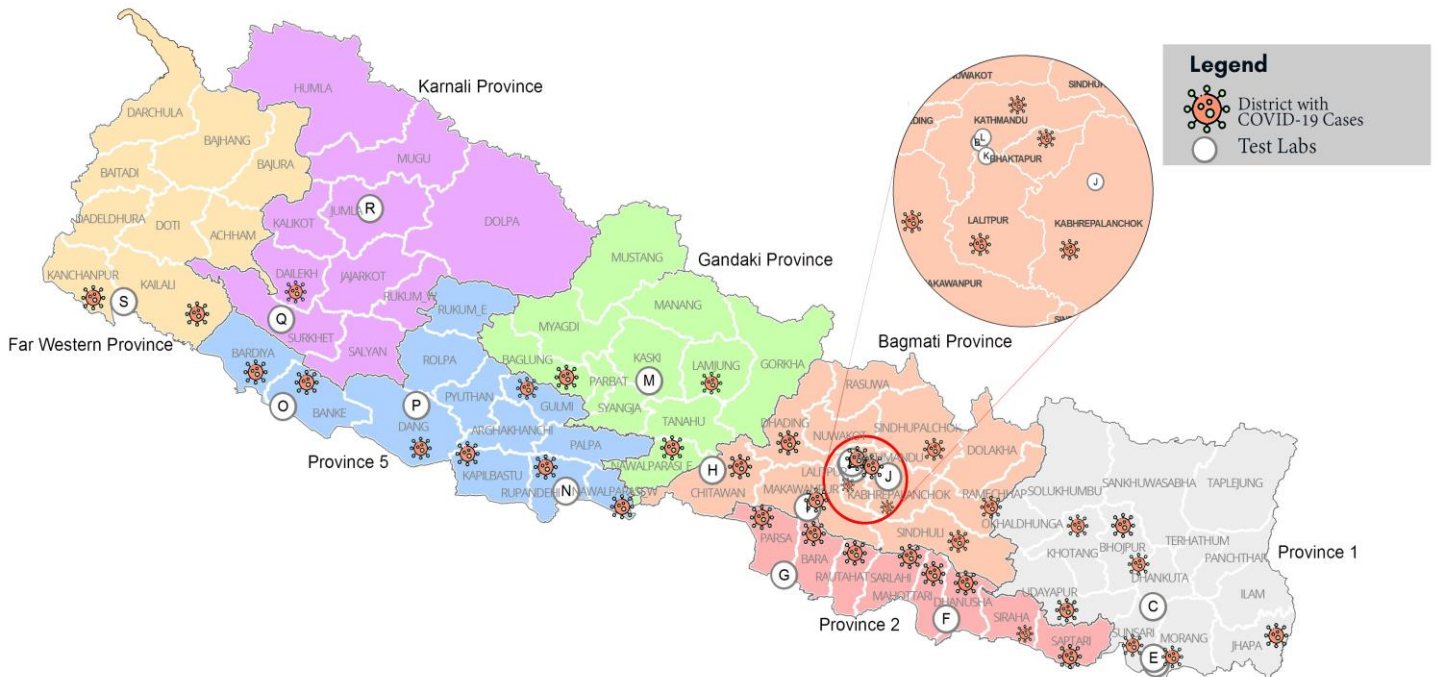 Legend
District with
COVID-19 Cases
Test Labs
Karnali Province
Gandaki Province
Bagmati Province
Far Western Province
Province 5
Province 2
Province 1
DARCHULA
BAJHANG
BAJURA
BAITADI
DADELDHURA
DOTI
ACHHAM
KANCHANPUR
KAILALI
S
HUMLA
MUGU
JUMLA
R
KALIKOT
DOLPA
DAILEKH
JAJARKOT
RUKUM_W
Q
SURKHET
SALYAN
RUKUM_E
BARDIYA
ROLPA
O
BANKE
P
DANG
PYUTHAN
GULMI
ARGHAKHANCHI
PALPA
KAPILBASTU
RUPANDEHI
N
MUSTANG
MANANG
MYAGDI
BAGLUNG
KASKI
M
LAMJUNG
GORKHA
PARBAT
SYANGJA
TANAHU
NAWALPARASI_E
H
CHITAWAN
DHADING
RASUWA
NUWAKOT
SINDHUPALCHOK
DOLAKHA
LALITPUR
J
MAKAWANPUR
KABHREPALANCHOK
RAMECHHAP
SINDHULI
PARSA
G
BARA
RAUTAHAT
SARLAHI
MAHOTTARI
DHANUSHA
F
SIRAHA
SAPTARI
SOLUKHUMBU
SANKHUWASABHA
TAPLEJUNG
OKHALDHUNGA
KHOTANG
BHOJPUR
TERHATHUM
PANCHTHAR
DHANKUTA
C
ILAM
UDAYAPUR
SUNSARI
MORANG
E
JHAPA
KATHMANDU
L
B
K
BHAKTAPUR
J
LALITPUR
KABHREPALANCHOK